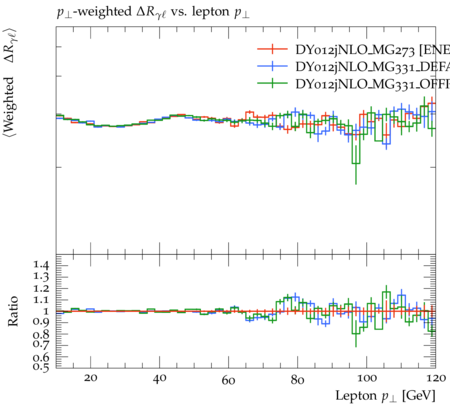 p⊥-weighted ΔRγℓ vs. lepton p⊥
⟨Weighted ΔRγℓ⟩
DY012jNLO_MG273 [ENE
DY012jNLO_MG331_DEFA
DY012jNLO_MG331_OFFF
Ratio
1.4
1.3
1.2
1.1
1
0.9
0.8
0.7
0.6
0.5
20 40 60 80 100 120
Lepton p⊥ [GeV]